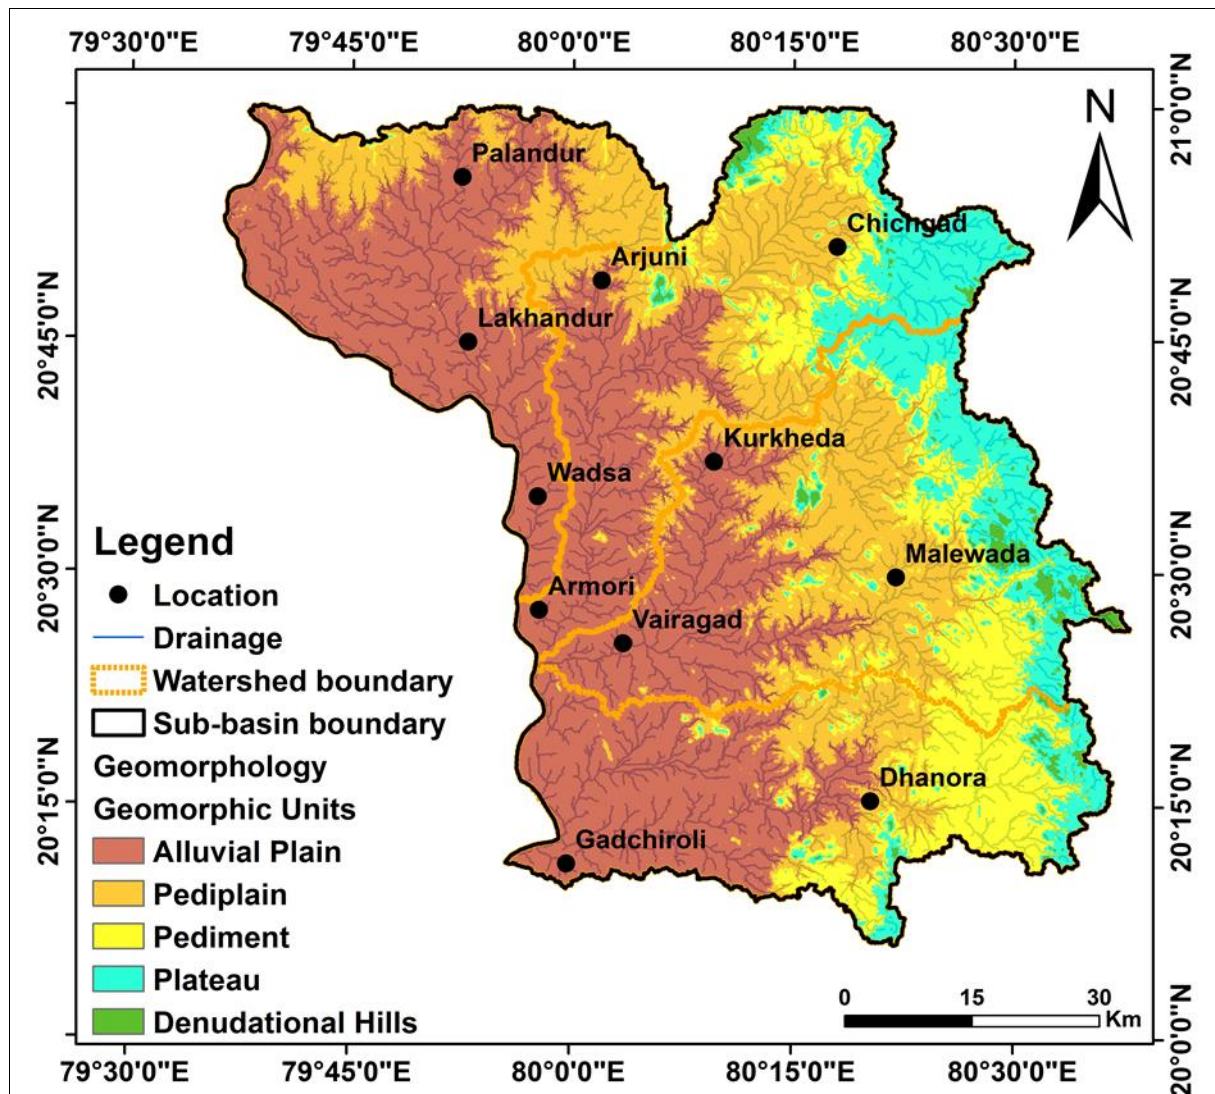 79°30'0"E 79°45'0"E 80°0'0"E 80°15'0"E 80°30'0"E
21°0'0"N
N
Palandur
Chichgad
Arjuni
Lakhandur
20°45'0"N 20°45'0"N
Kurkheda
Wadsa
Legend
Malewada
20°30'0"N 20°30'0"N
Armori
Location
Vairagad
Drainage
Watershed boundary
Sub-basin boundary
Geomorphology
Dhanora
20°15'0"N 20°15'0"N
Geomorphic Units
Gadchiroli
Alluvial Plain
Pediplain
Pediment
Plateau
0 15 30
Km
Denudational Hills
20°0'0"N
79°30'0"E 79°45'0"E 80°0'0"E 80°15'0"E 80°30'0"E